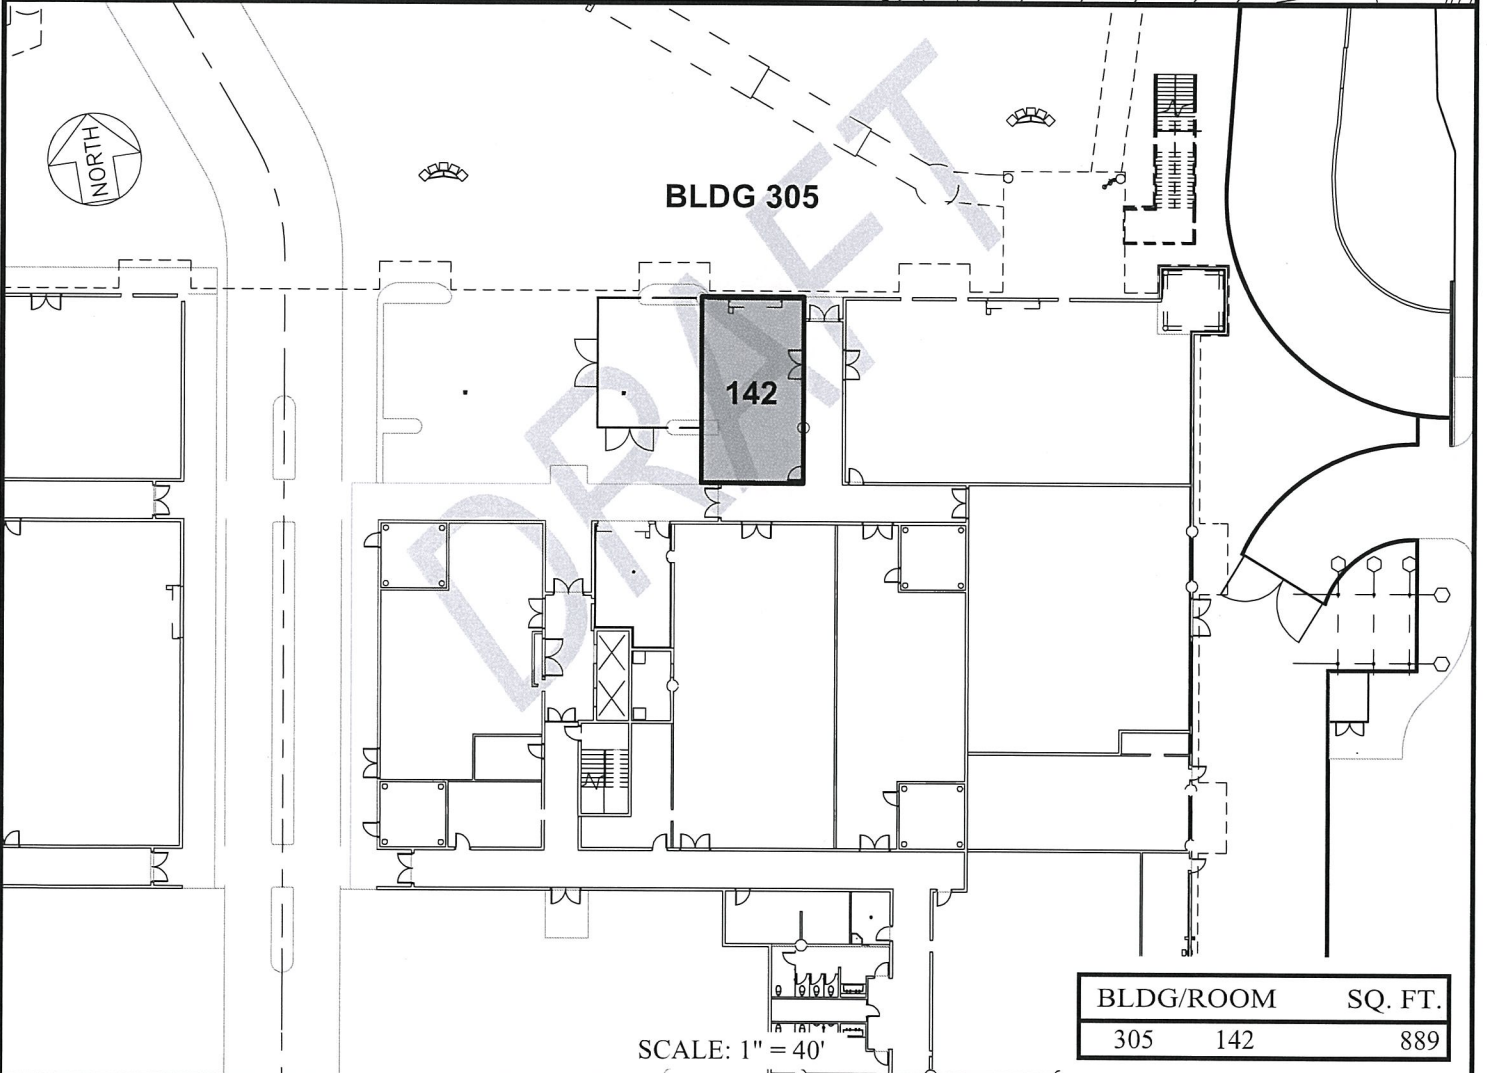 NORTH
BLDG 305
142
DRAFT
BLDG/ROOM SQ. FT.
305 142 889
SCALE: 1" = 40'